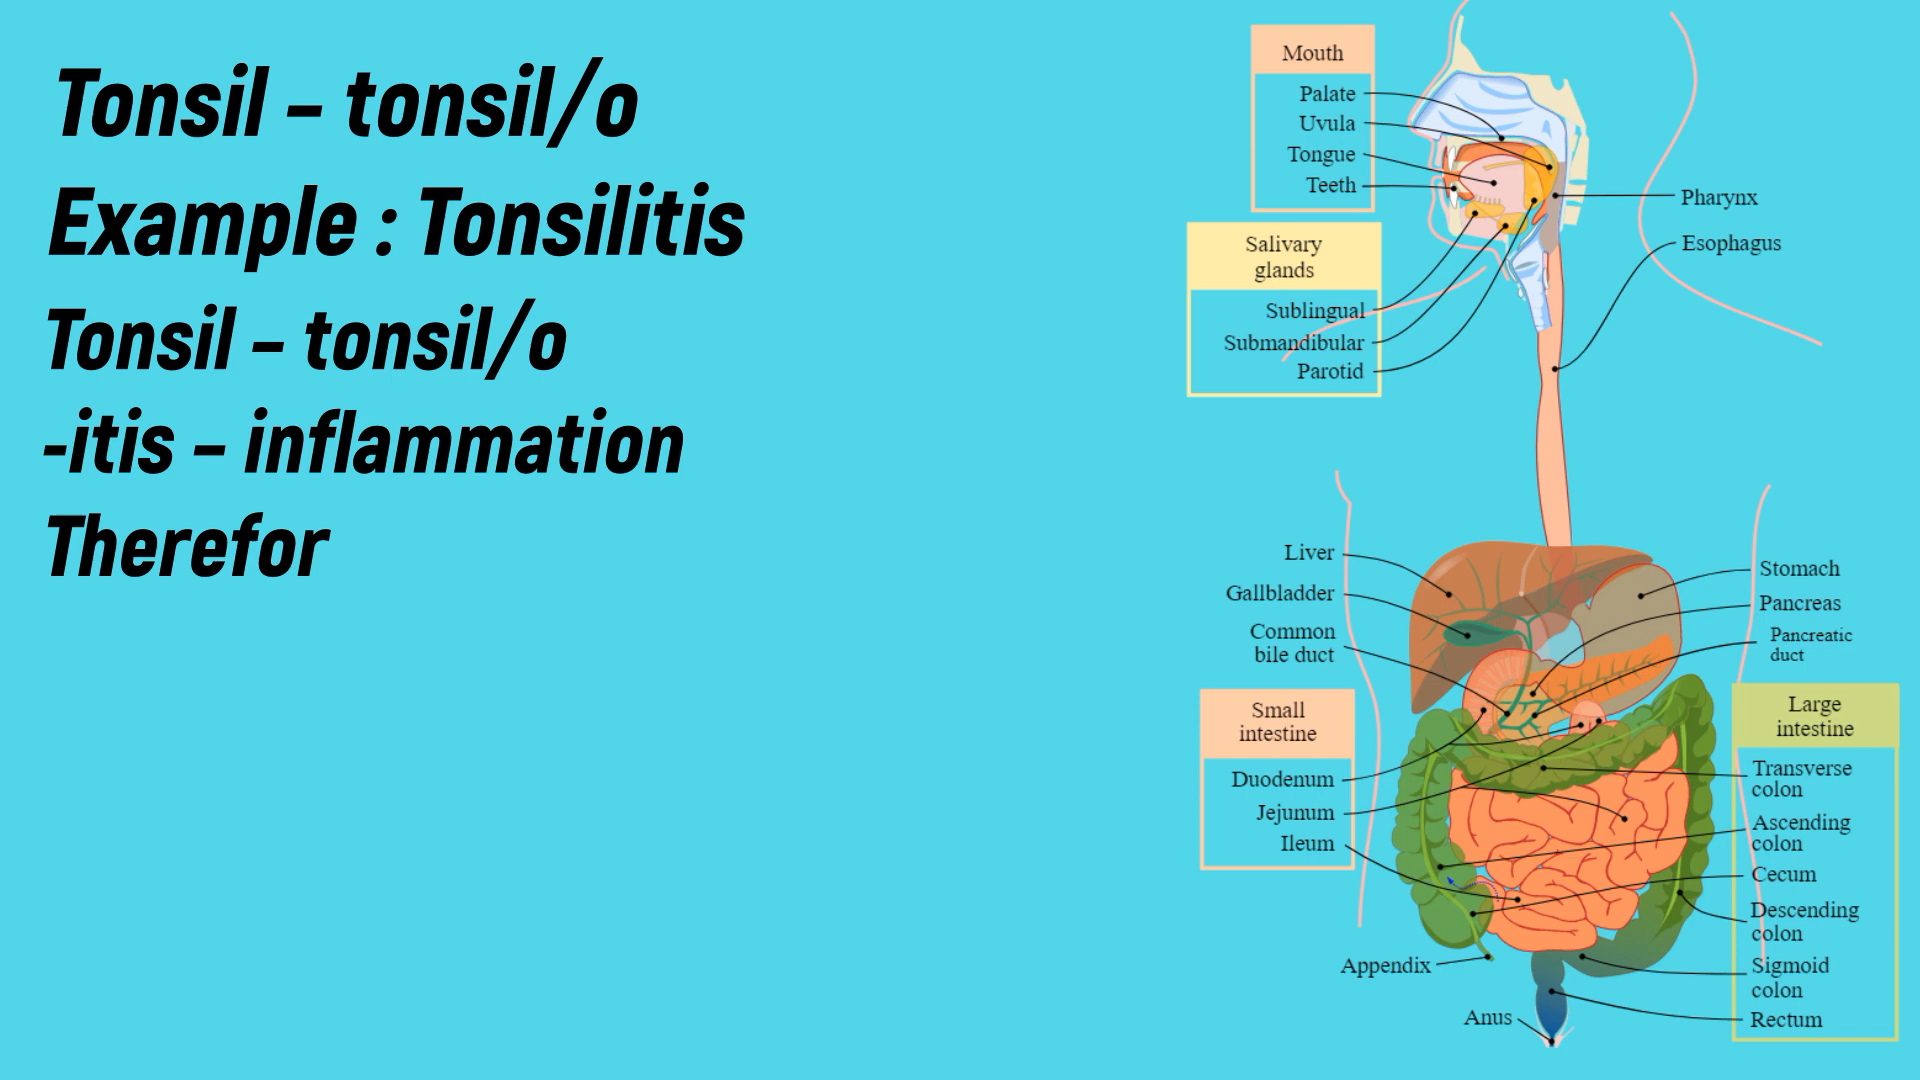 Tonsil – tonsil/o
Example : Tonsilitis
Tonsil – tonsil/o
-itis – inflammation
Therefor
Mouth
Palate
Uvula
Tongue
Teeth
Salivary
glands
Sublingual
Submandibular
Parotid
Pharynx
Esophagus
Liver
Gallbladder
Common
bile duct
Stomach
Pancreas
Pancreatic
duct
Small
intestine
Duodenum
Jejunum
Ileum
Large
intestine
Transverse
colon
Ascending
colon
Cecum
Descending
colon
Sigmoid
colon
Rectum
Appendix
Anus